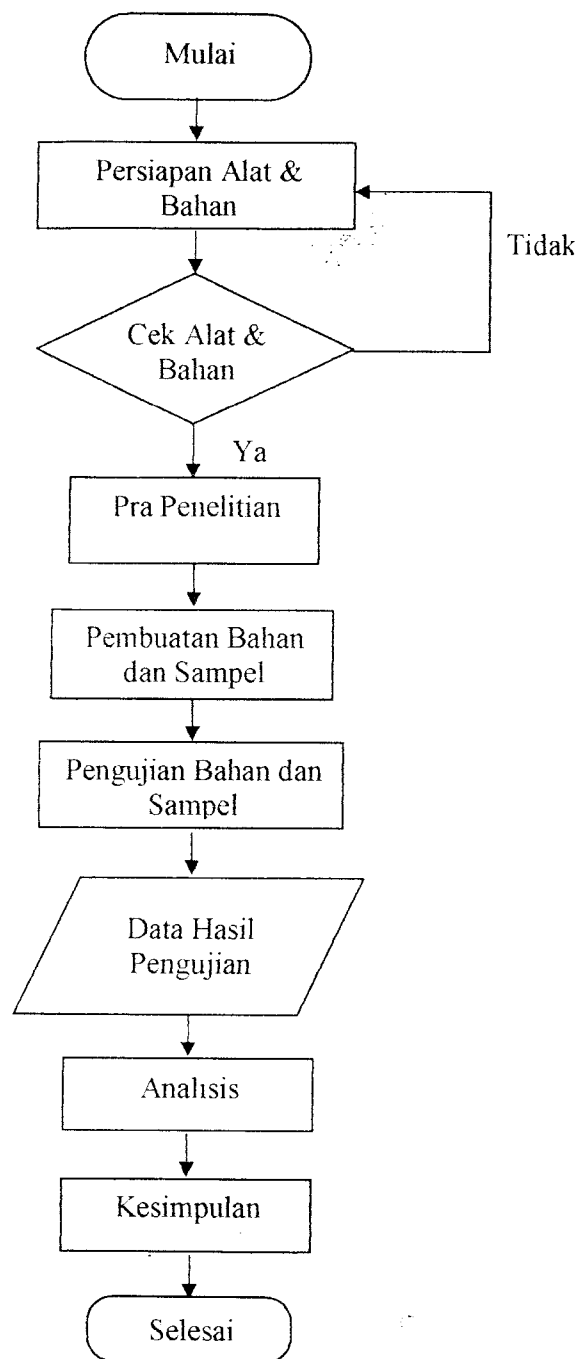 Mulai
Persiapan Alat &
Bahan
Tidak
Cek Alat &
Bahan
Ya
Pra Penelitian
Pembuatan Bahan
dan Sampel
Pengujian Bahan dan
Sampel
Data Hasil
Pengujian
Analisis
Kesimpulan
Selesai